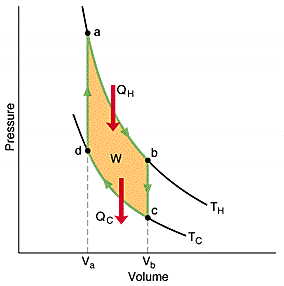 a
Q_H
Pressure
d
W
b
Q_C
c
T_H
T_C
V_a
V_b
Volume